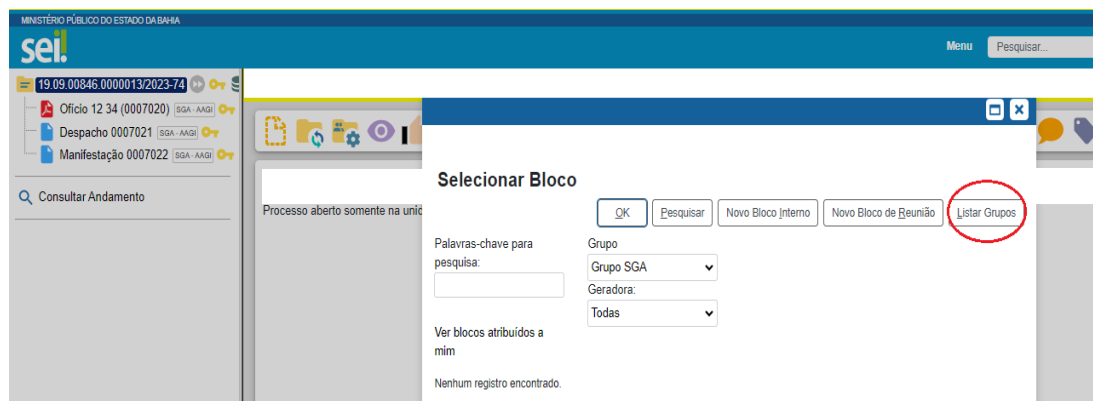 MINISTÉRIO PÚBLICO DO ESTADO DA BAHIA
sei!
Menu
Pesquisar...
19.09.00846.0000013/2023-74
Ofício 12 34 (0007020) SGA - AAGI
Despacho 0007021 SGA - AAGI
Manifestação 0007022 SGA - AAGI
Consultar Andamento
Processo aberto somente na
Selecionar Bloco
OK Pesquisar Novo Bloco Interno Novo Bloco de Reunião Listar Grupos
Palavras-chave para
pesquisa:
Grupo
Grupo SGA
Geradora:
Todas
Ver blocos atribuídos a
mim
Nenhum registro encontrado.